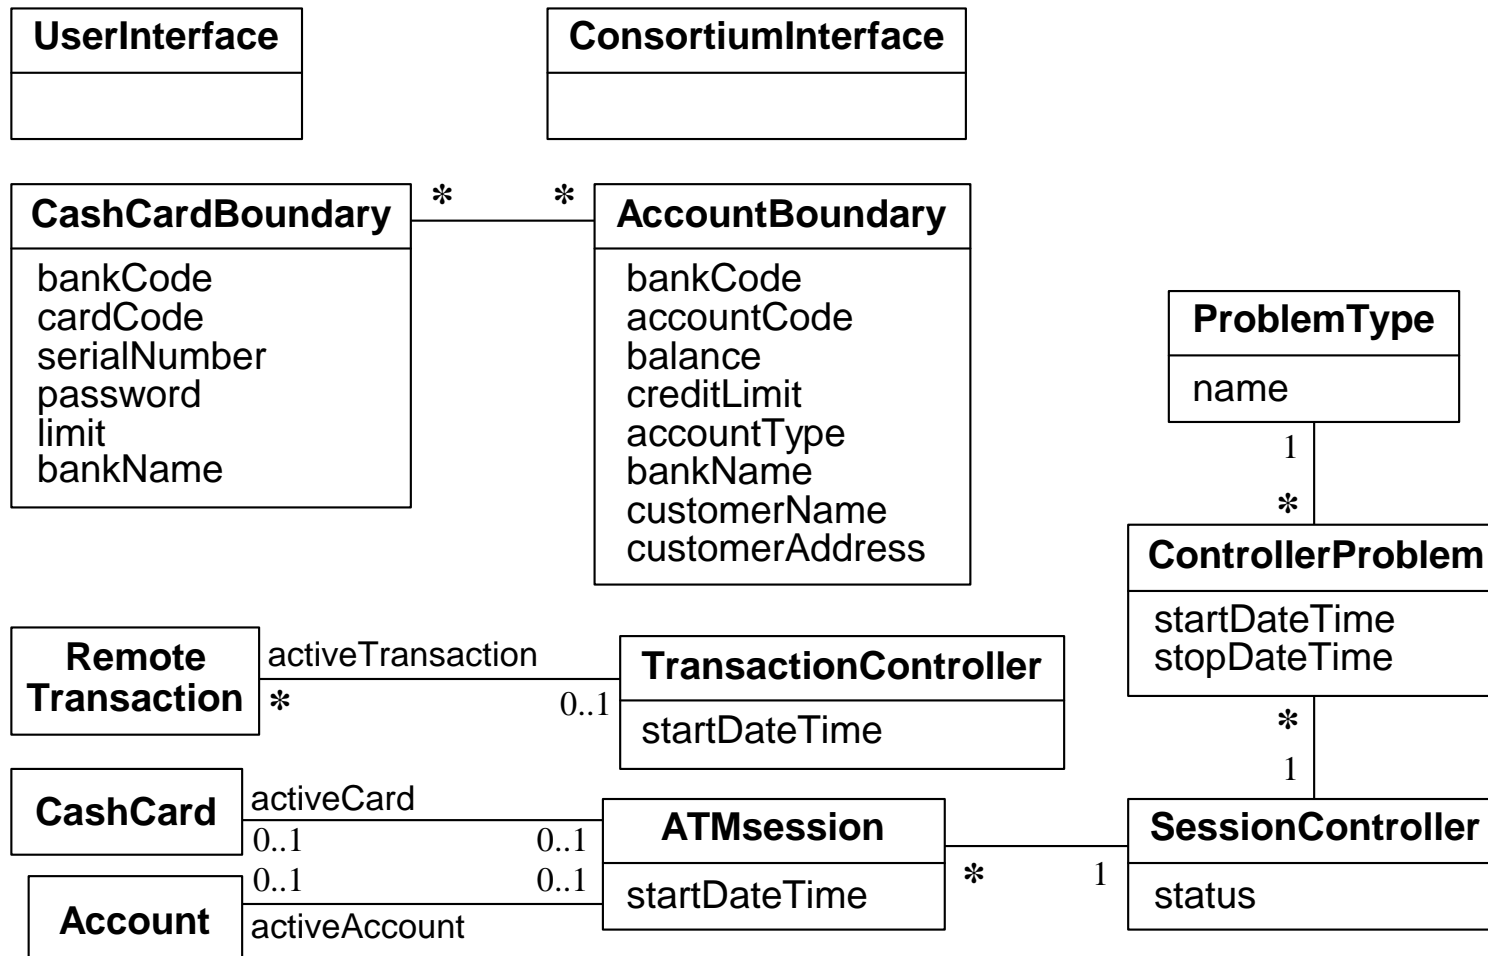 UserInterface
ConsortiumInterface
CashCardBoundary
bankCode
cardCode
serialNumber
password
limit
bankName
* *
AccountBoundary
bankCode
accountCode
balance
creditLimit
accountType
bankName
customerName
customerAddress
ProblemType
name
1
*
ControllerProblem
startDateTime
stopDateTime
*
1
Remote
Transaction
activeTransaction
* 0..1
TransactionController
startDateTime
CashCard
activeCard
0..1 0..1
Account
0..1 0..1
activeAccount
ATMsession
startDateTime
* 1
SessionController
status